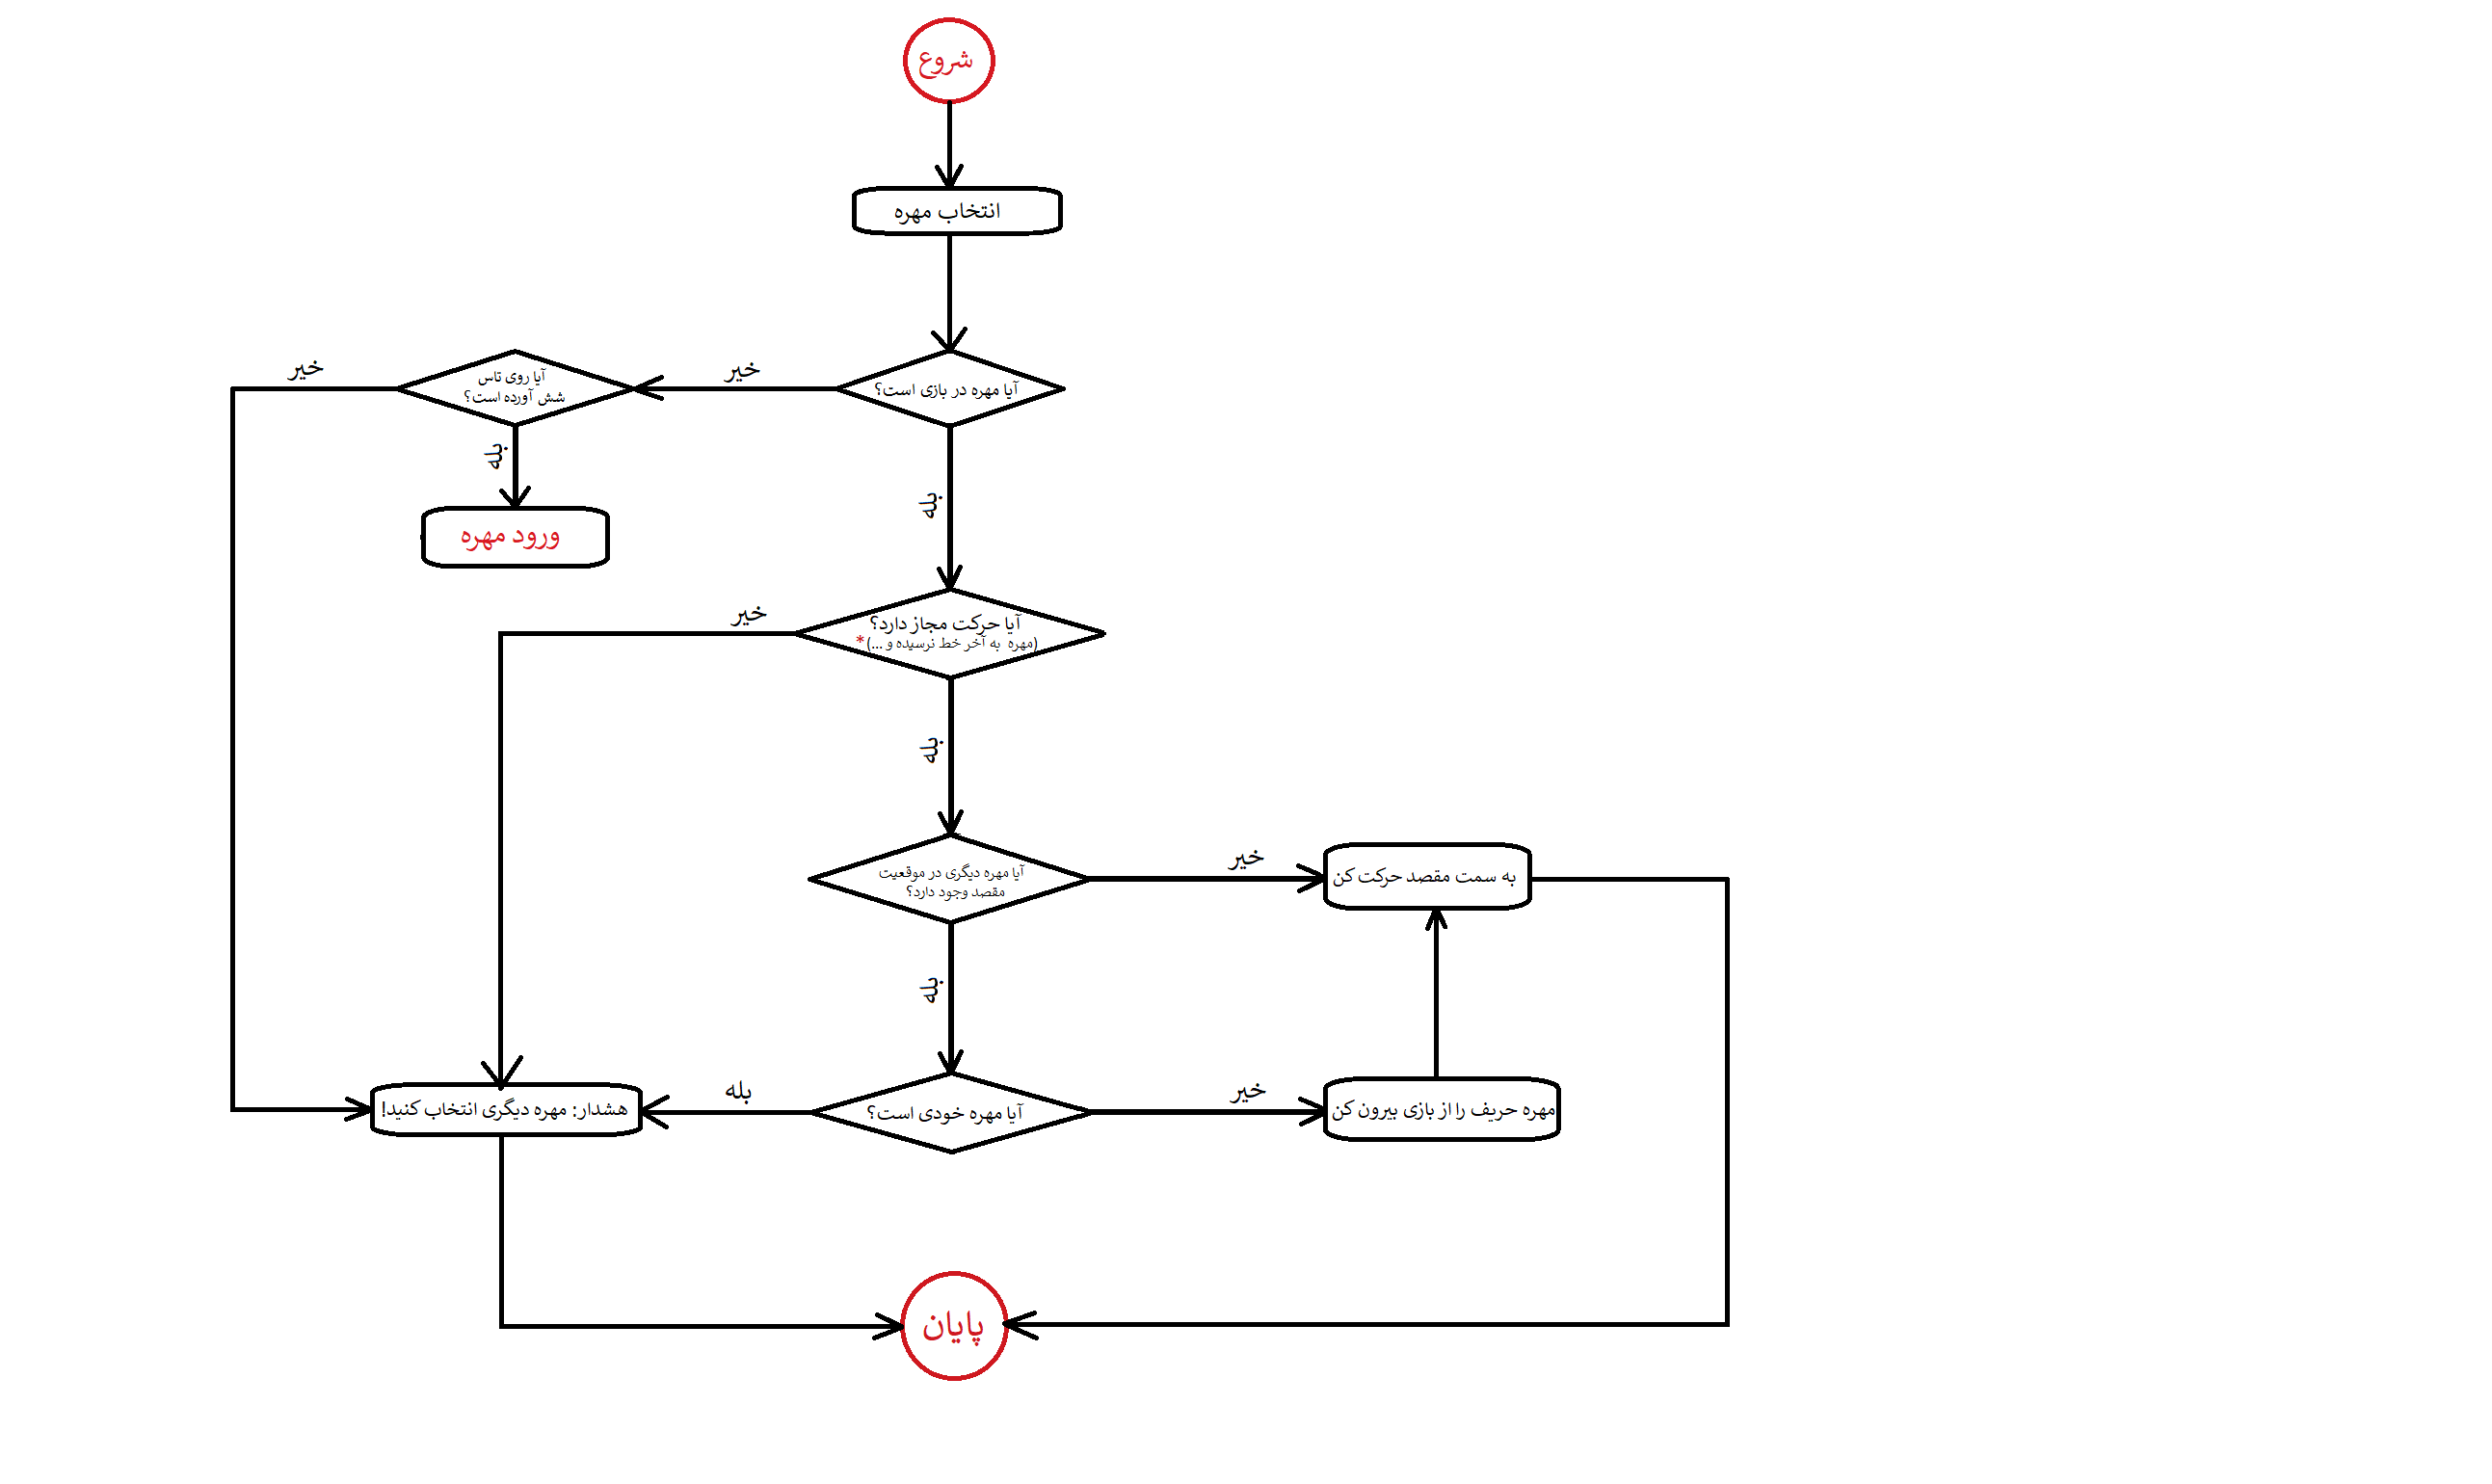 شروع
انتخاب مهره
آیا مهره در بازی است؟
خیر
آیا روی تاس
شش آورده است؟
خیر
بله
ورود مهره
بله
آیا حرکت مجاز دارد؟
(مهره به آخر خط نرسیده و ...)*
خیر
بله
آیا مهره دیگری در موقعیت
مقصد وجود دارد؟
خیر
به سمت مقصد حرکت کن
بله
آیا مهره خودی است؟
خیر
مهره حریف را از بازی بیرون کن
بله
هشدار: مهره دیگری انتخاب کنید!
پایان